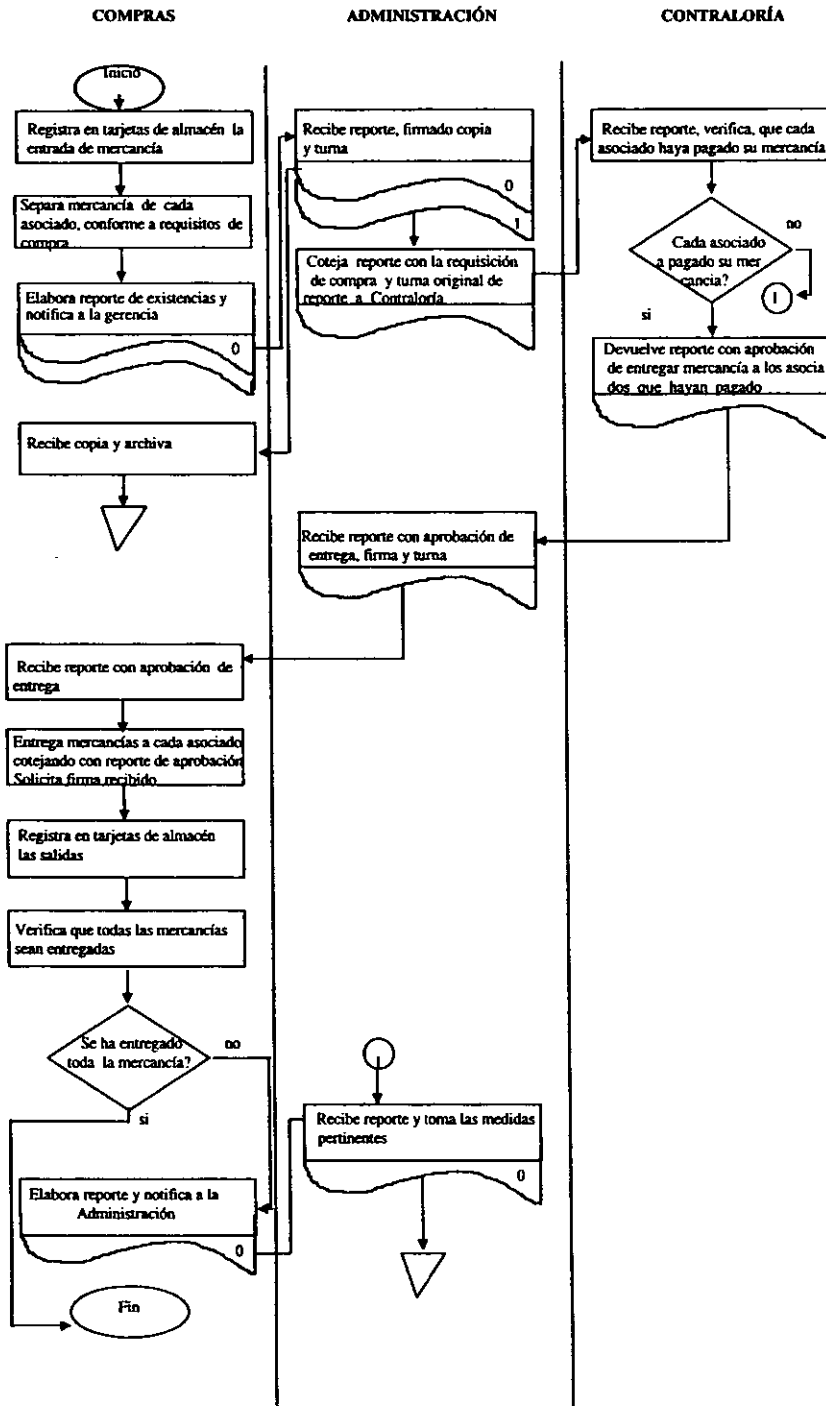 COMPRAS
ADMINISTRACIÓN
CONTRALORÍA
Inicio
Registra en tarjetas de almacén la
entrada de mercancía
Separa mercancía de cada
asociado, conforme a requisitos de
compra
Elabora reporte de existencias y
notifica a la gerencia
0
Recibe copia y archiva
Recibe reporte, firmado copia
y turna
0
1
Coteja reporte con la requisición
de compra y turna original de
reporte a Contraloría
Recibe reporte, verifica, que cada
asociado haya pagado su mercancía
no
Cada asociado
a pagado su mer
cancia?
1
si
Devuelve reporte con aprobación
de entregar mercancía a los asocia
dos que hayan pagado
Recibe reporte con aprobación de
entrega, firma y turna
Recibe reporte con aprobación de
entrega
Entrega mercancías a cada asociado
cotejando con reporte de aprobación
Solicita firma recibido
Registra en tarjetas de almacén
las salidas
Verifica que todas las mercancías
sean entregadas
Se ha entregado
toda la mercancía?
no
si
Recibe reporte y toma las medidas
pertinentes
0
Elabora reporte y notifica a la
Administración
0
Fin